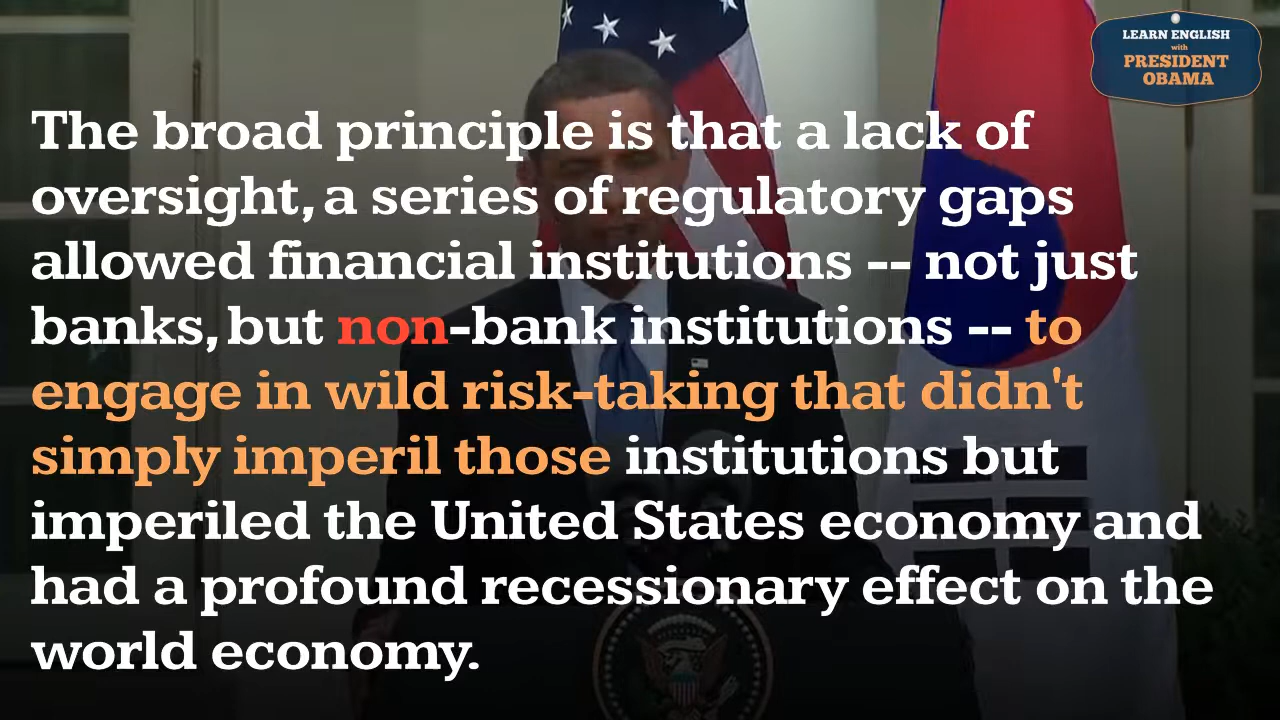 LEARN ENGLISH
with
PRESIDENT
OBAMA
The broad principle is that a lack of
oversight, a series of regulatory gaps
allowed financial institutions -- not just
banks, but non-bank institutions -- to
engage in wild risk-taking that didn't
simply imperil those institutions but
imperiled the United States economy and
had a profound recessionary effect on the
world economy.